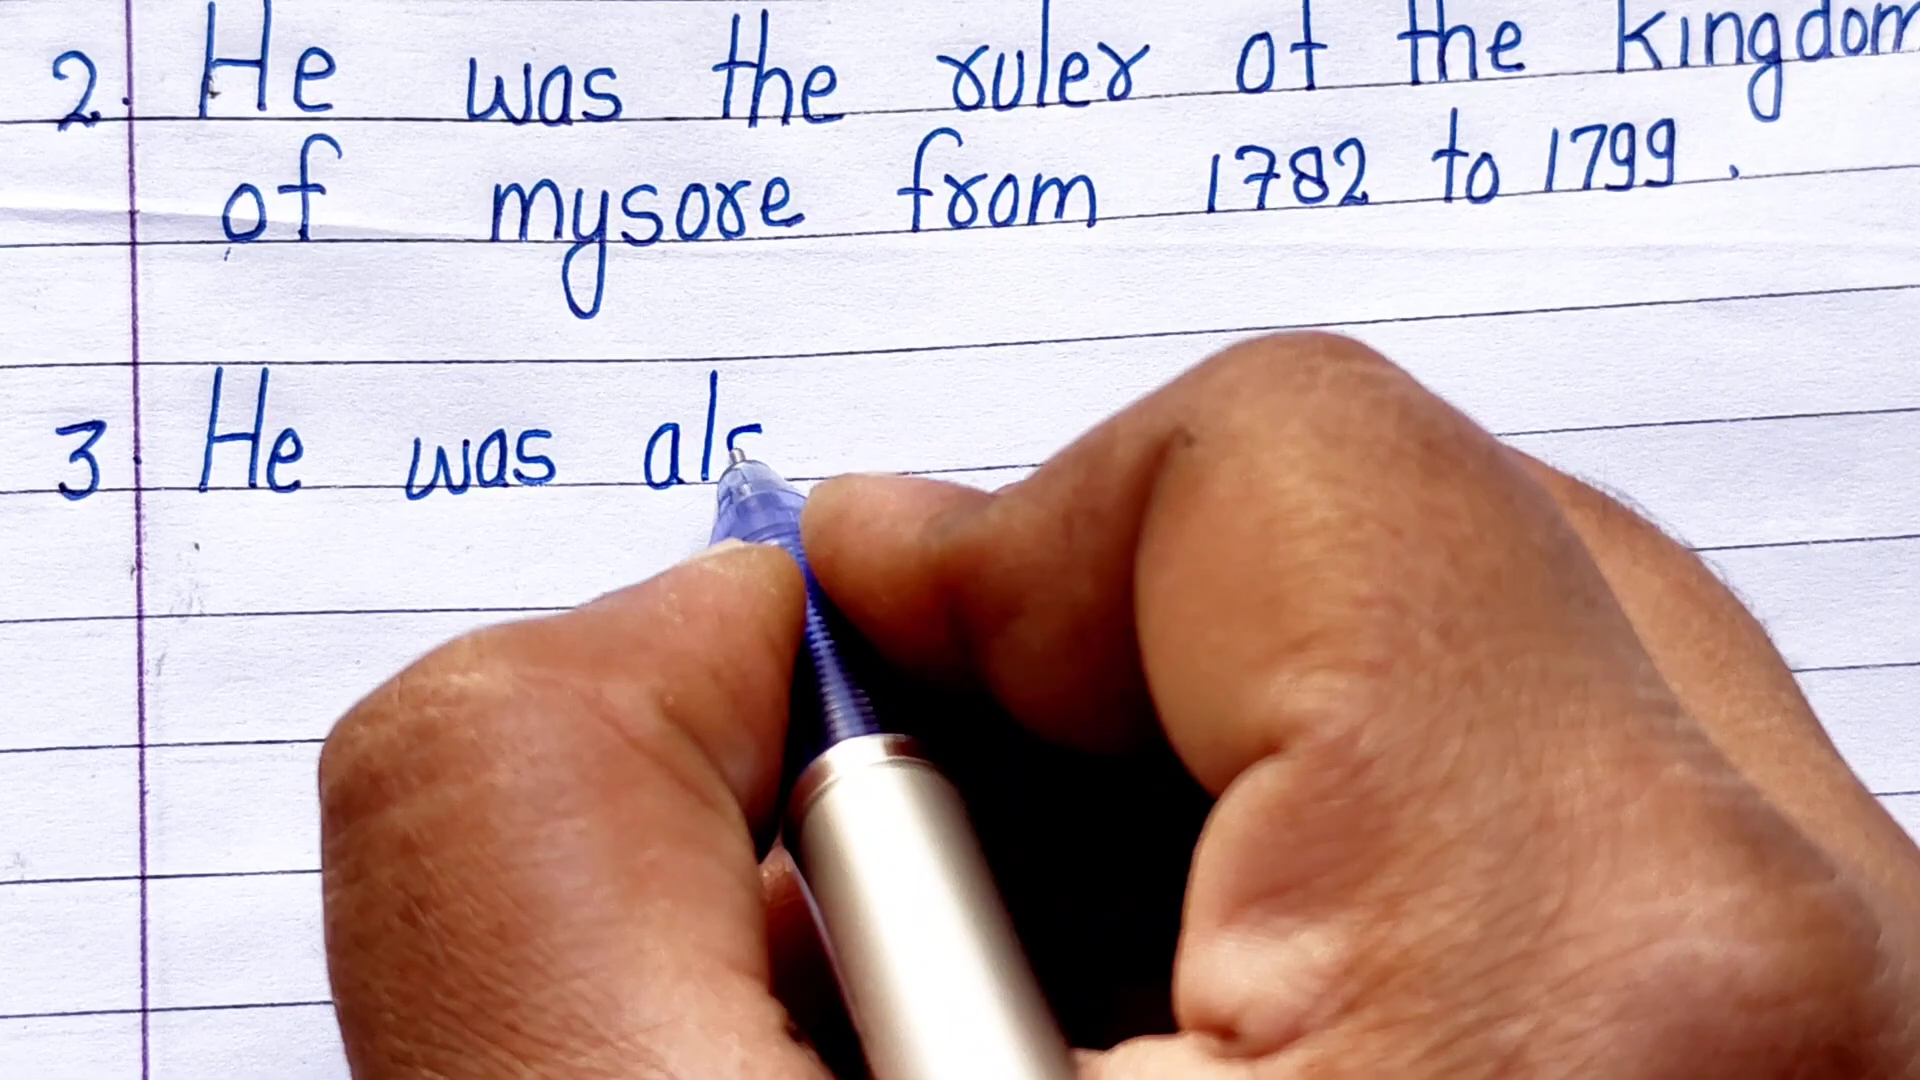 2. He was the ruler of the kingdom
of mysore from 1782 to 1799.
3. He was als